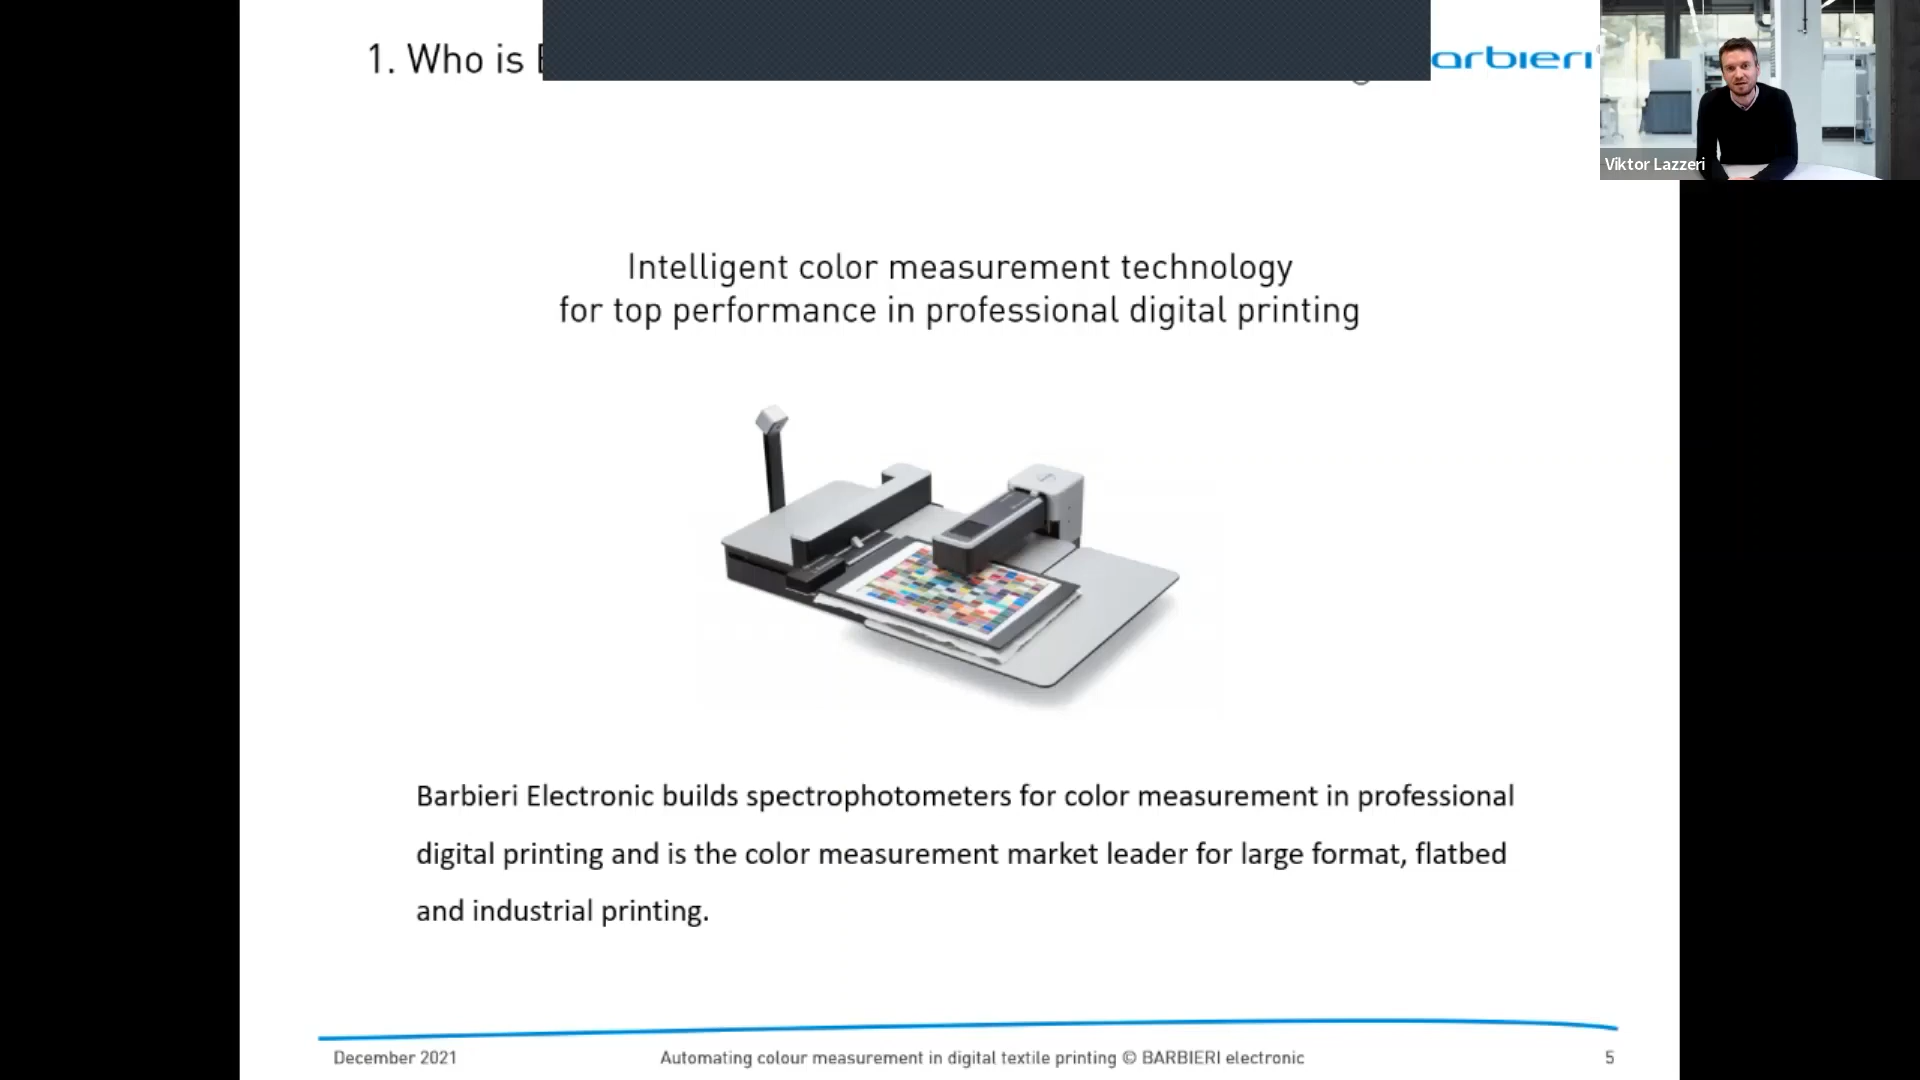 1. Who is
arbieri
Viktor Lazzeri
Intelligent color measurement technology
for top performance in professional digital printing
Barbieri Electronic builds spectrophotometers for color measurement in professional
digital printing and is the color measurement market leader for large format, flatbed
and industrial printing.
December 2021
Automating colour measurement in digital textile printing © BARBIERI electronic
5